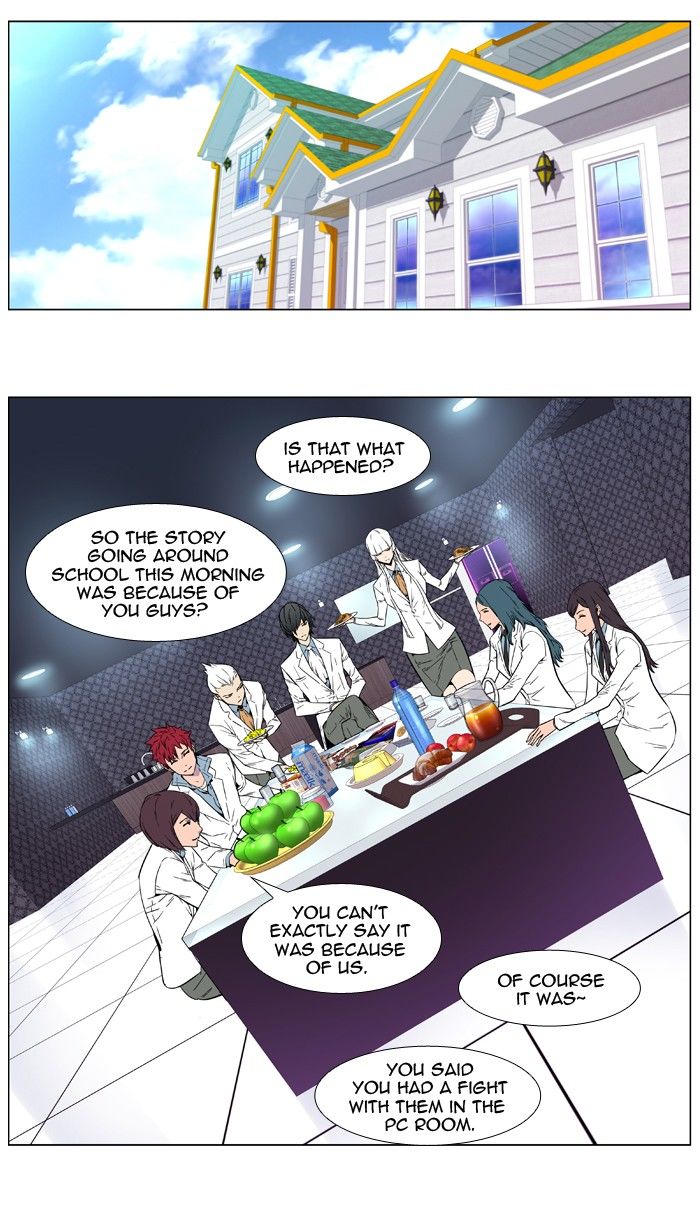 IS THAT WHAT
HAPPENED?
SO THE STORY
GOING AROUND
SCHOOL THIS MORNING
WAS BECAUSE OF
YOU GUYS?
milk
YOU CAN'T
EXACTLY SAY IT
WAS BECAUSE
OF US.
OF COURSE
IT WAS~
YOU SAID
YOU HAD A FIGHT
WITH THEM IN THE
PC ROOM.